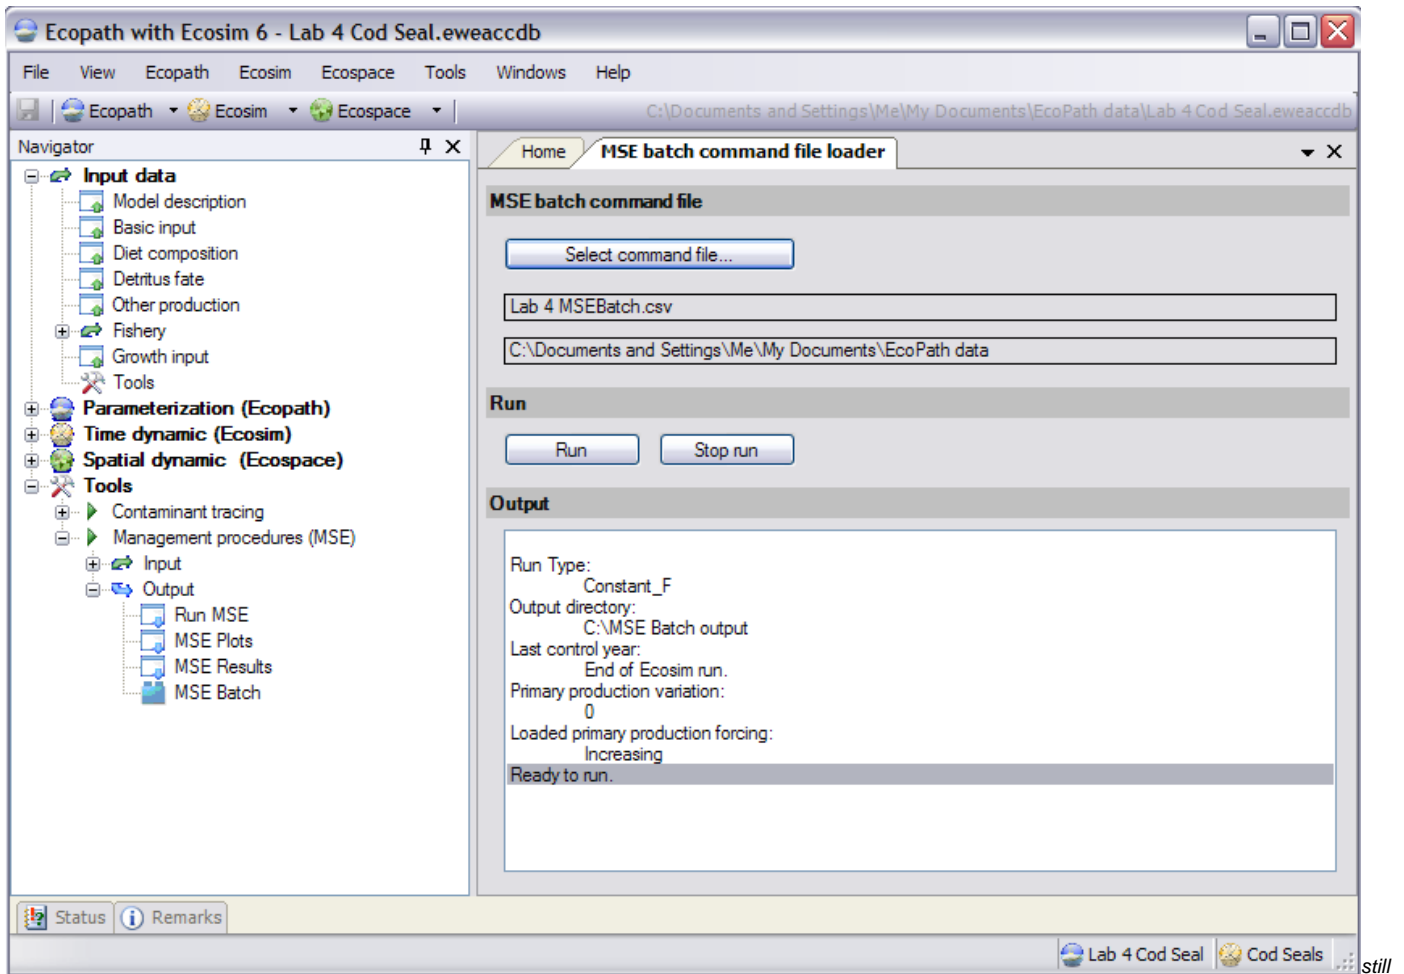 Ecopath with Ecosim 6 - Lab 4 Cod Seal.eweaccdb
File View Ecopath Ecosim Ecospace Tools Windows Help
Ecopath Ecosim Ecospace C:\Documents and Settings\Me\My Documents\EcoPath data\Lab 4 Cod Seal.eweaccdb
Navigator
Input data
Model description
Basic input
Diet composition
Detritus fate
Other production
Fishery
Growth input
Tools
Parameterization (Ecopath)
Time dynamic (Ecosim)
Spatial dynamic (Ecospace)
Tools
Contaminant tracing
Management procedures (MSE)
Input
Output
Run MSE
MSE Plots
MSE Results
MSE Batch
Home MSE batch command file loader
MSE batch command file
Select command file...
Lab 4 MSEBatch.csv
C:\Documents and Settings\Me\My Documents\EcoPath data
Run
Run Stop run
Output
Run Type:
Constant_F
Output directory:
C:\MSE Batch output
Last control year:
End of Ecosim run.
Primary production variation:
0
Loaded primary production forcing:
Increasing
Ready to run.
Status Remarks
Lab 4 Cod Seal Cod Seals
still